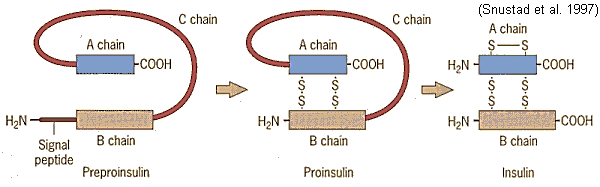 (Snustad et al. 1997)
C chain
A chain
COOH
H₂N
Signal
peptide
B chain
Preproinsulin
C chain
A chain
COOH
S S
S S
H₂N
B chain
Proinsulin
A chain
S S
H₂N
COOH
S S
S S
H₂N
COOH
B chain
Insulin